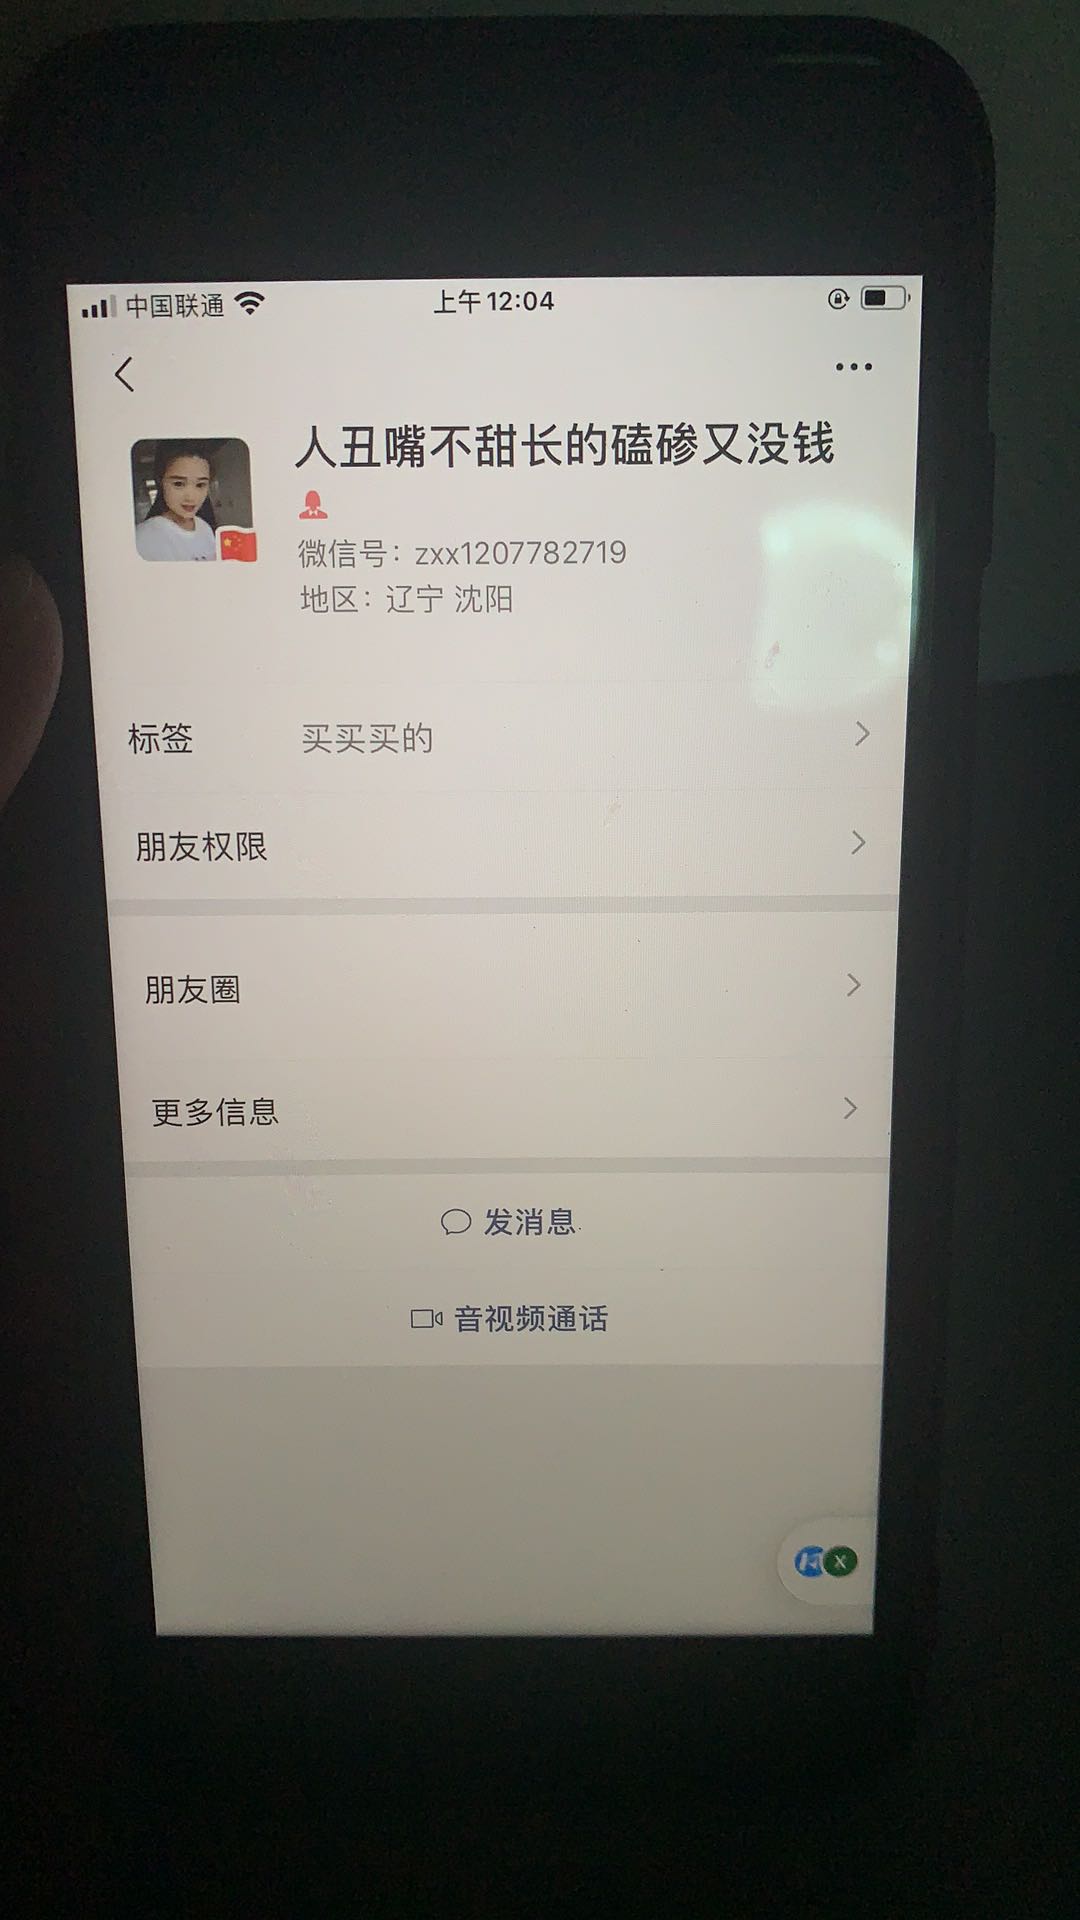 中国联通 上午12:04
人丑嘴不甜长的磕碜又没钱
微信号：zxx1207782719
地区：辽宁 沈阳
标签 买买买的
朋友权限
朋友圈
更多信息
发消息
音视频通话
X